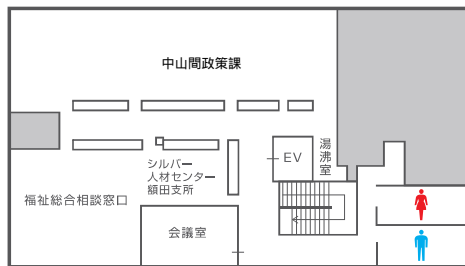 中山間政策課
EV
湯沸室
シルバー
人材センター
額田支所
福祉総合相談窓口
会議室